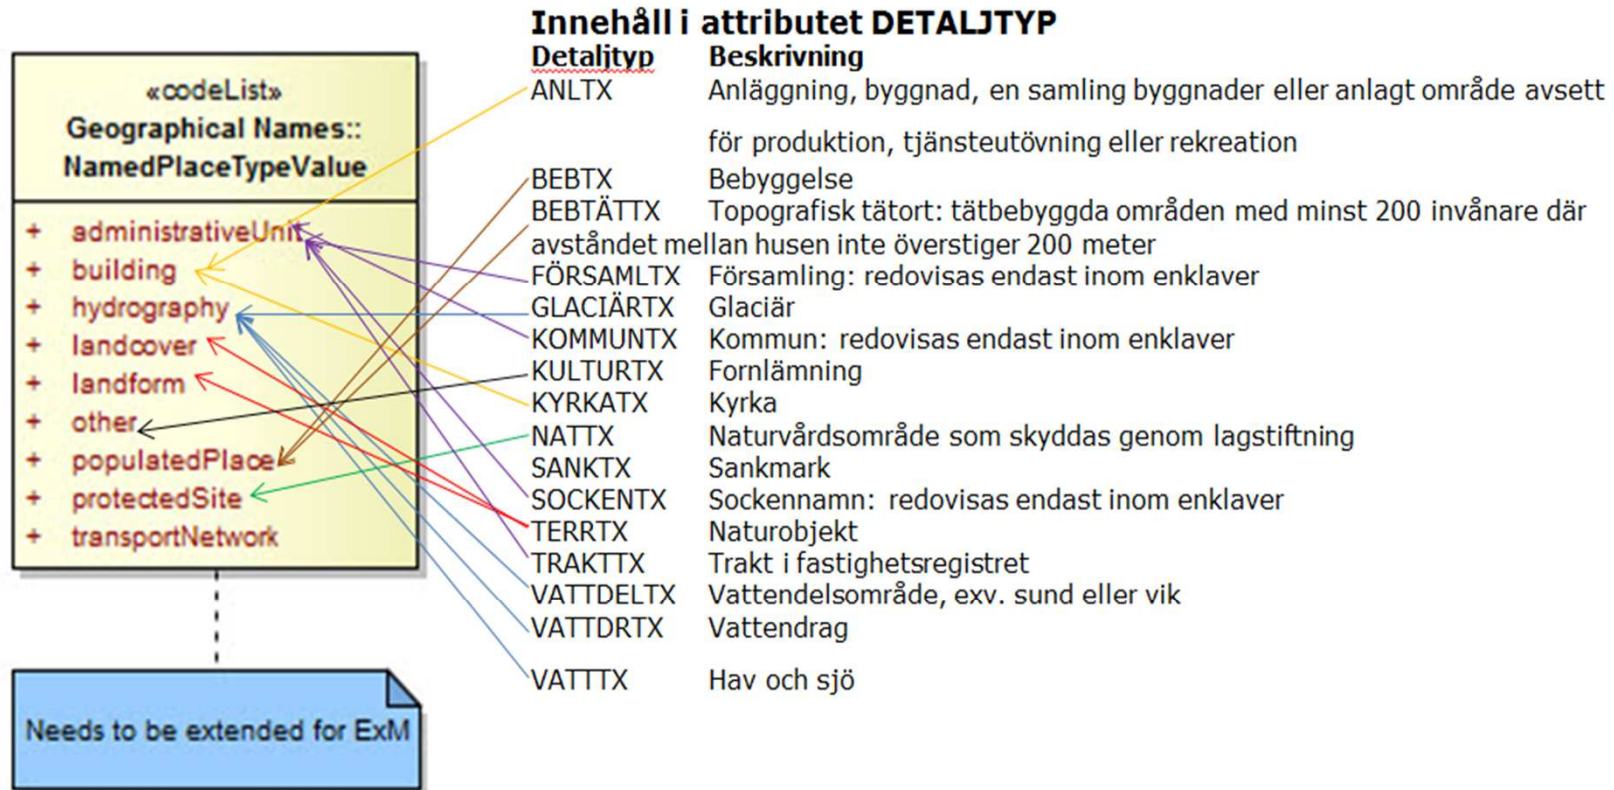 «codeList»
Geographical Names::
NamedPlaceTypeValue
+ administrativeUnit
+ building
+ hydrography
+ landcover
+ landform
+ other
+ populatedPlace
+ protectedSite
+ transportNetwork
Needs to be extended for ExM
Innehåll i attributet DETALJTYP
Detaljtyp Beskrivning
ANLTX Anläggning, byggnad, en samling byggnader eller anlagt område avsett
för produktion, tjänsteutövning eller rekreation
BEBTX Bebyggelse
BEBTÄTTX Topografisk tätort: tätbebyggda områden med minst 200 invånare där
avståndet mellan husen inte överstiger 200 meter
FÖRSAMLTX Församling: redovisas endast inom enklaver
GLACIÄRTX Glaciär
KOMMUNTX Kommun: redovisas endast inom enklaver
KULTURTX Fornlämning
KYRKATX Kyrka
NATTX Naturvårdsområde som skyddas genom lagstiftning
SANKTX Sankmark
SOCKENTX Sockennamn: redovisas endast inom enklaver
TERRTX Naturobjekt
TRAKTTX Trakt i fastighetsregistret
VATTDELTX Vattendelsområde, exv. sund eller vik
VATTDRTX Vattendrag
VATTTX Hav och sjö